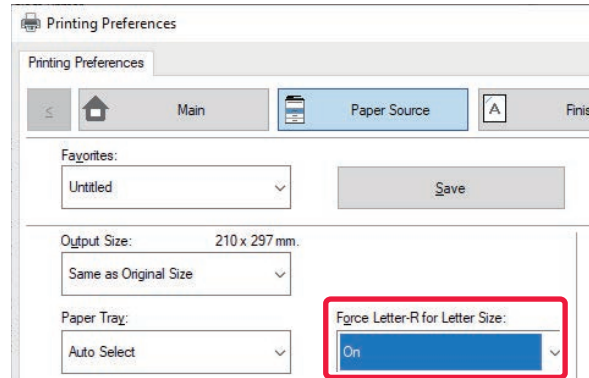 Printing Preferences
Printing Preferences
<
Main
Paper Source
A
Finis
Favorites:
Untitled
Save
Output Size: 210 x 297 mm.
Same as Original Size
Paper Tray: Force Letter-R for Letter Size:
Auto Select On